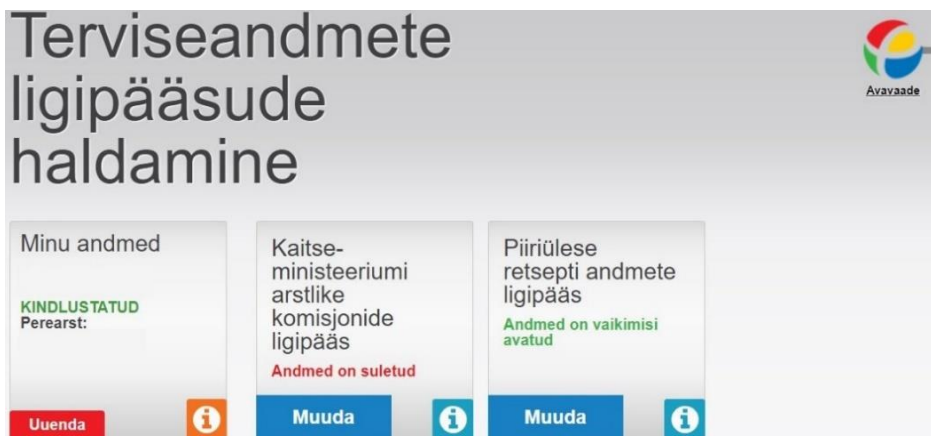 Terviseandmete
ligipääsude
haldamine
Avavaade
Minu andmed
KINDLUSTATUD
Perearst:
Uuenda
Kaitse-
ministeeriumi
arstlike
komisjonide
ligipääs
Andmed on suletud
Muuda
Piiriülese
retsepti andmete
ligipääs
Andmed on vaikimisi
avatud
Muuda